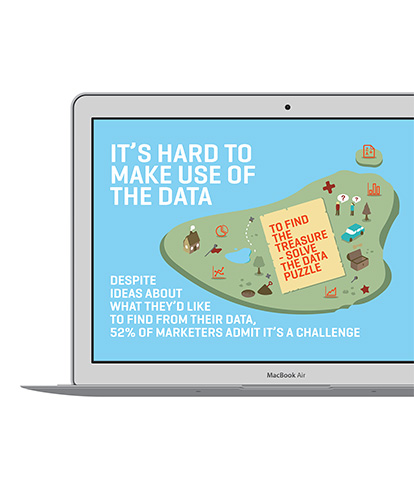 IT'S HARD TO
MAKE USE OF
THE DATA
TO FIND
THE
TREASURE
- SOLVE
THE DATA
PUZZLE
? ?
DESPITE
IDEAS ABOUT
WHAT THEY'D LIKE
TO FIND FROM THEIR DATA,
52% OF MARKETERS ADMIT IT'S A CHALLENGE
MacBook Air